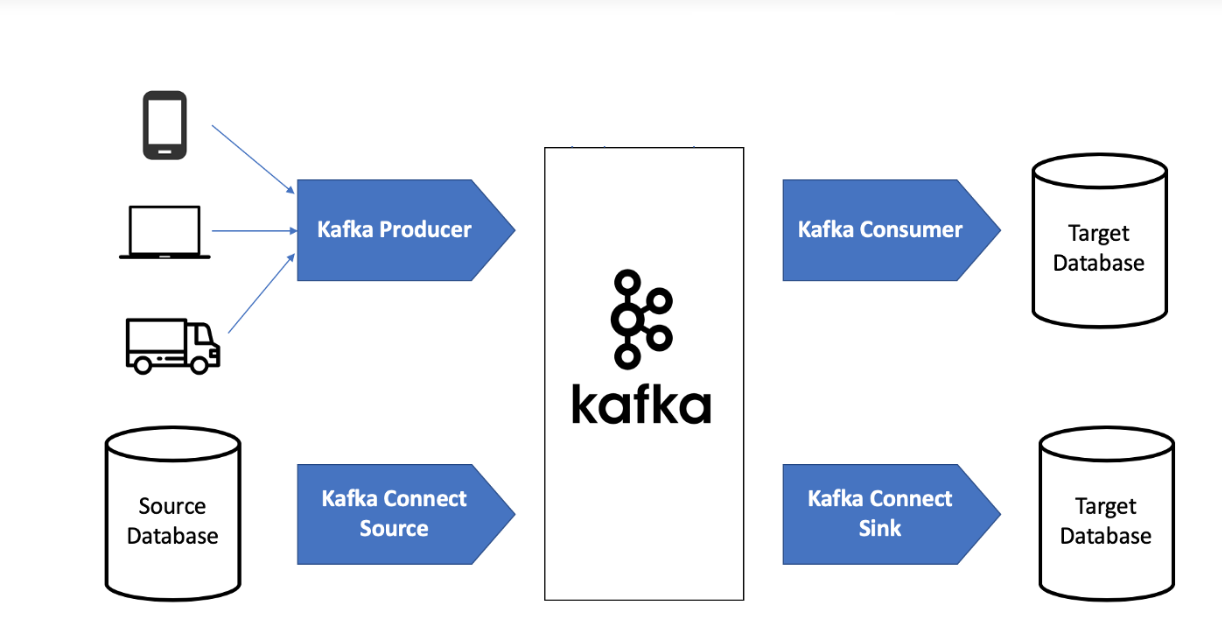 Kafka Producer
Kafka Consumer
Target
Database
kafka
Source
Database
Kafka Connect
Source
Kafka Connect
Sink
Target
Database